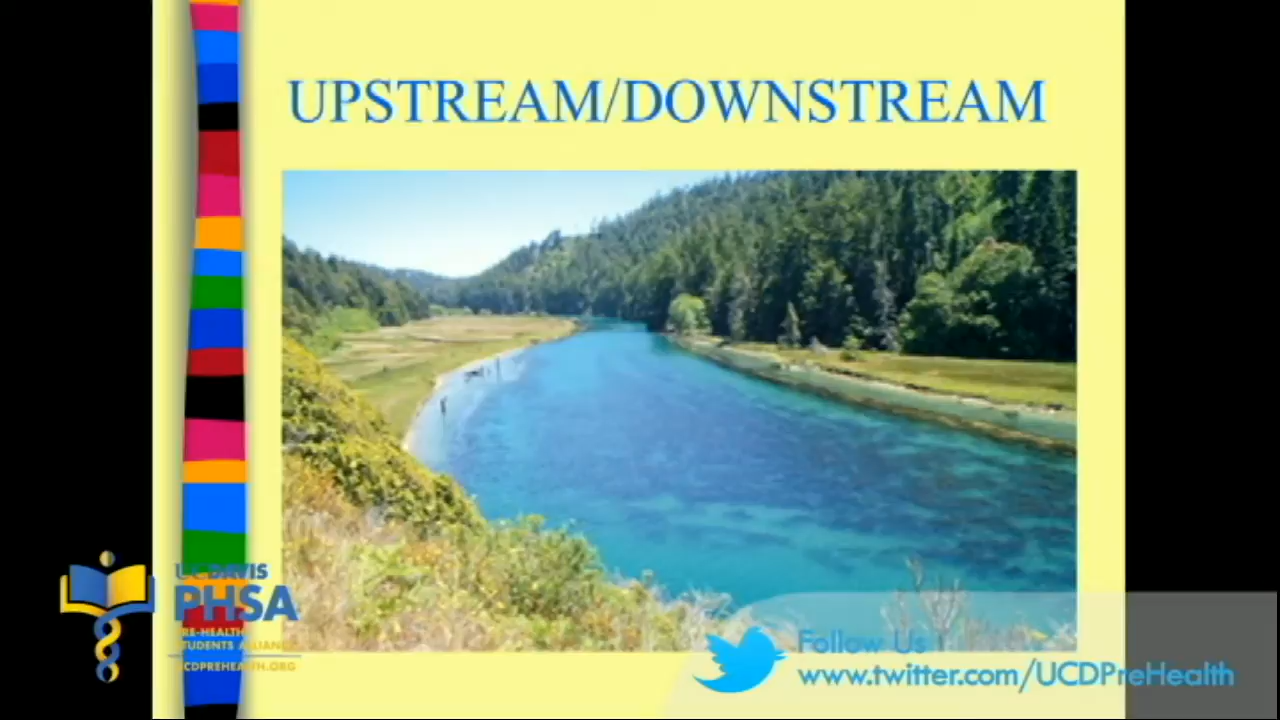 UPSTREAM/DOWNSTREAM
UC DAVIS
PHSA
PRE-HEALTH
STUDENTS ALLIANCE
UCDPREHEALTH.ORG
Follow Us!
www.twitter.com/UCDPreHealth